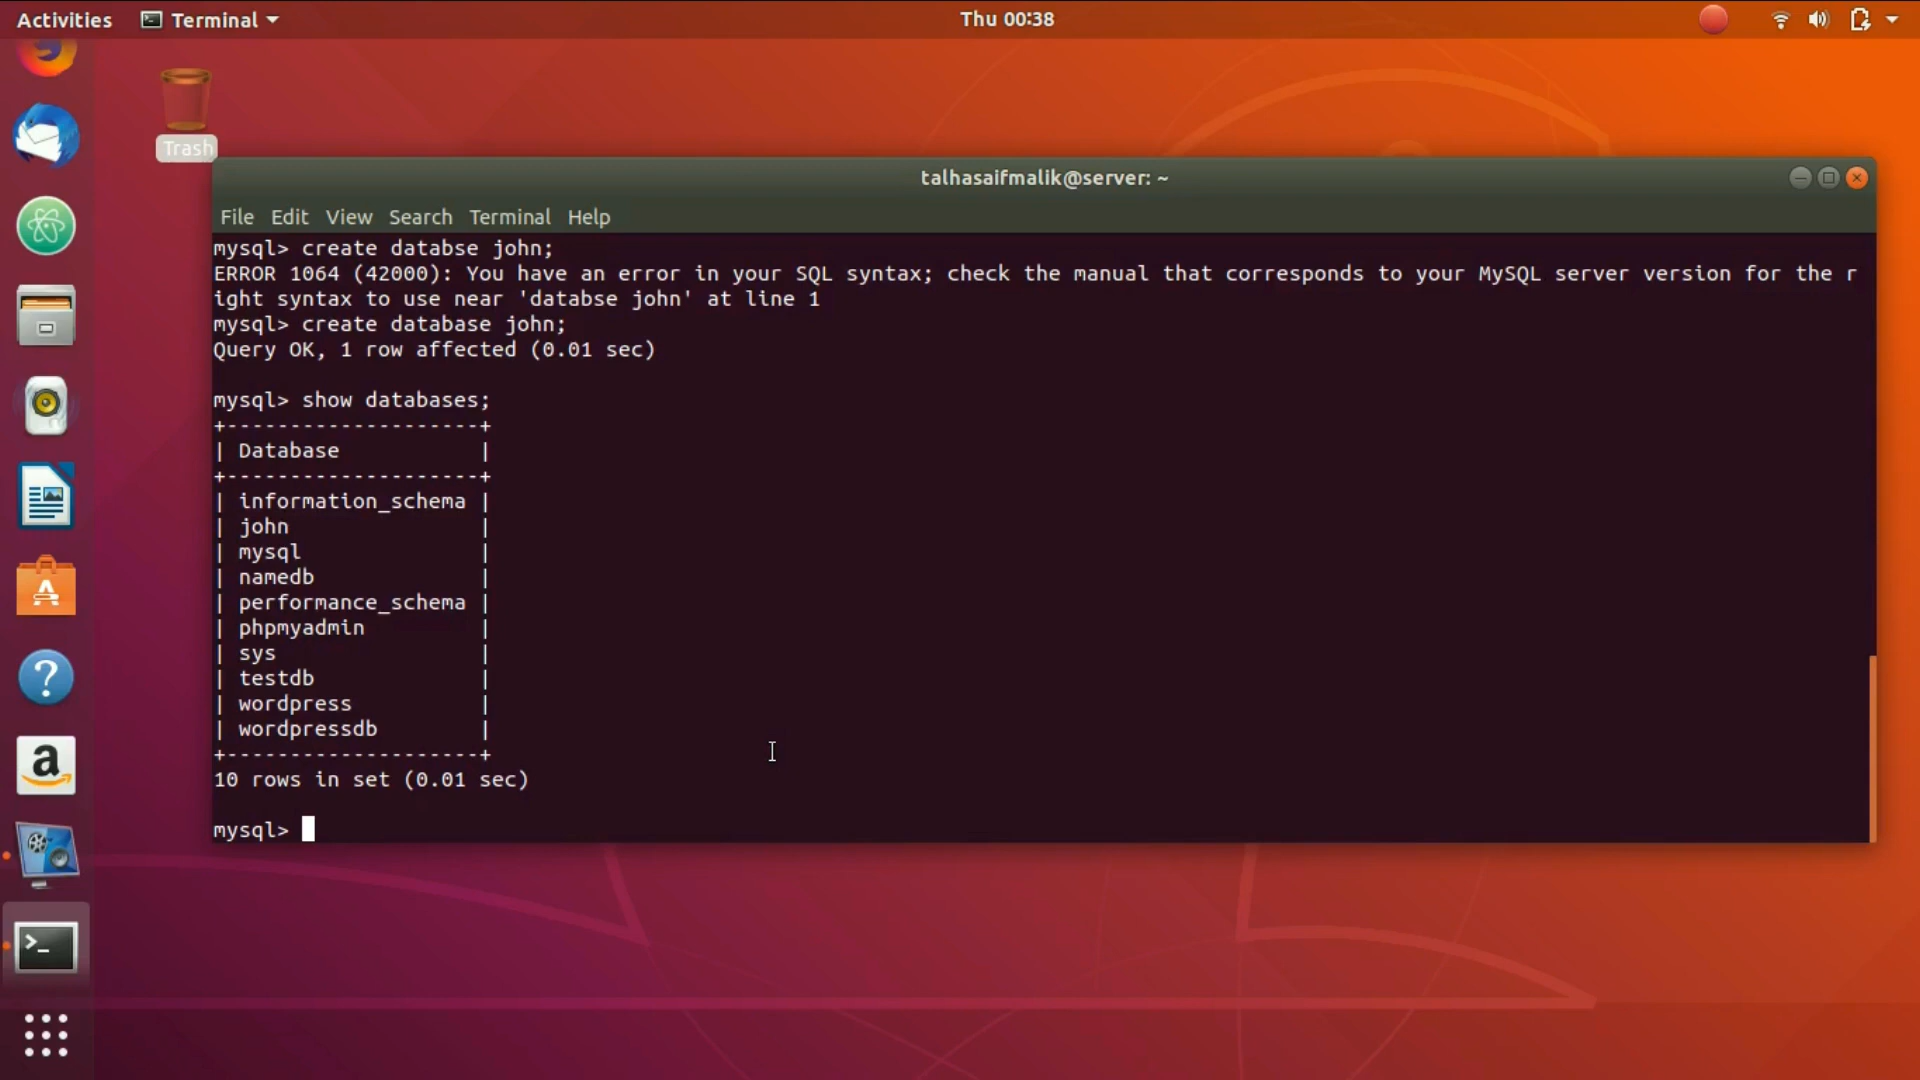 Activities
Terminal
Thu 00:38
Trash
talhasaifmalik@server: ~
File Edit View Search Terminal Help
mysql> create databse john;
ERROR 1064 (42000): You have an error in your SQL syntax; check the manual that corresponds to your MySQL server version for the r
ight syntax to use near 'databse john' at line 1
mysql> create database john;
Query OK, 1 row affected (0.01 sec)
mysql> show databases;
+--------------------+
| Database           |
+--------------------+
| information_schema |
| john               |
| mysql              |
| namedb             |
| performance_schema |
| phpmyadmin         |
| sys                |
| testdb             |
| wordpress          |
| wordpressdb        |
+--------------------+
10 rows in set (0.01 sec)
mysql>